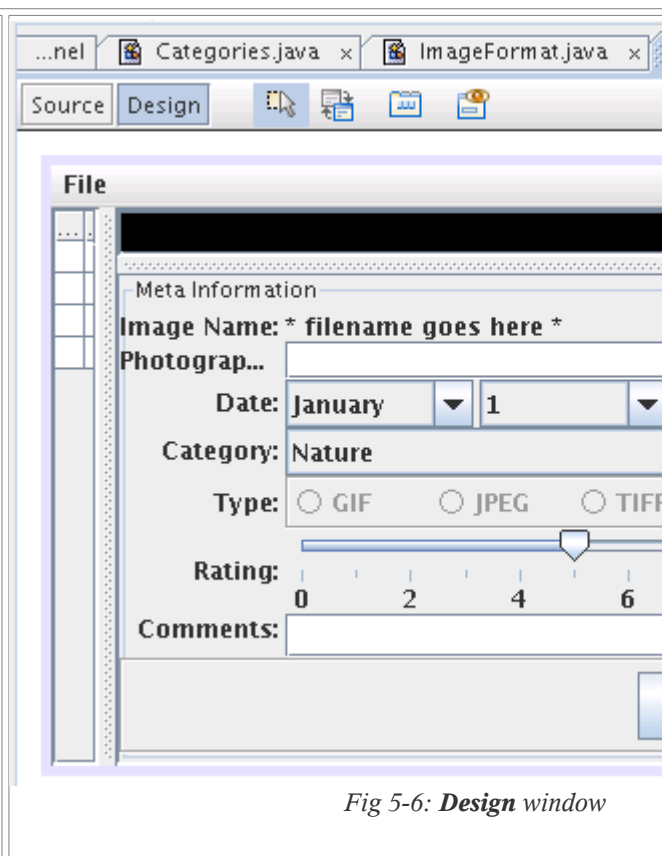 ...nel Categories.java x ImageFormat.java x
Source Design
File
... .
Meta Information
Image Name: * filename goes here *
Photograp...
Date: January 1
Category: Nature
Type: GIF JPEG TIFF
Rating:
0 2 4 6
Comments:
Fig 5-6: Design window